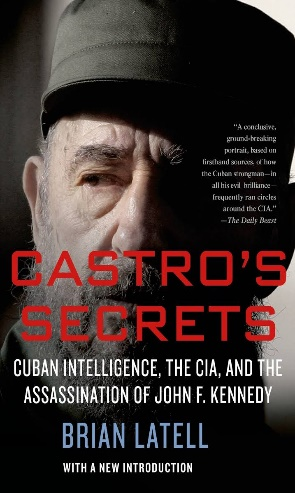 “A conclusive,
ground-breaking
portrait, based on
firsthand sources, of how
the Cuban strongman—in
all his evil brilliance—
frequently ran circles
around the CIA.”
—The Daily Beast
CASTRO'S
SECRETS
CUBAN INTELLIGENCE, THE CIA, AND THE
ASSASSINATION OF JOHN F. KENNEDY
BRIAN LATELL
WITH A NEW INTRODUCTION